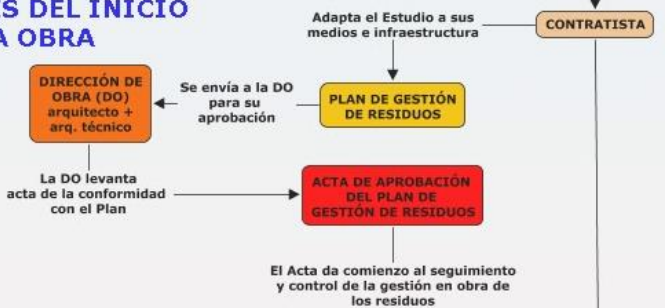 ES DEL INICIO
A OBRA
Adapta el Estudio a sus
medios e infraestructura
CONTRATISTA
DIRECCIÓN DE
OBRA (DO)
arquitecto +
arq. técnico
Se envía a la DO
para su
aprobación
PLAN DE GESTIÓN
DE RESIDUOS
La DO levanta
acta de la conformidad
con el Plan
ACTA DE APROBACIÓN
DEL PLAN DE
GESTIÓN DE RESIDUOS
El Acta da comienzo al seguimiento
y control de la gestión en obra de
los residuos